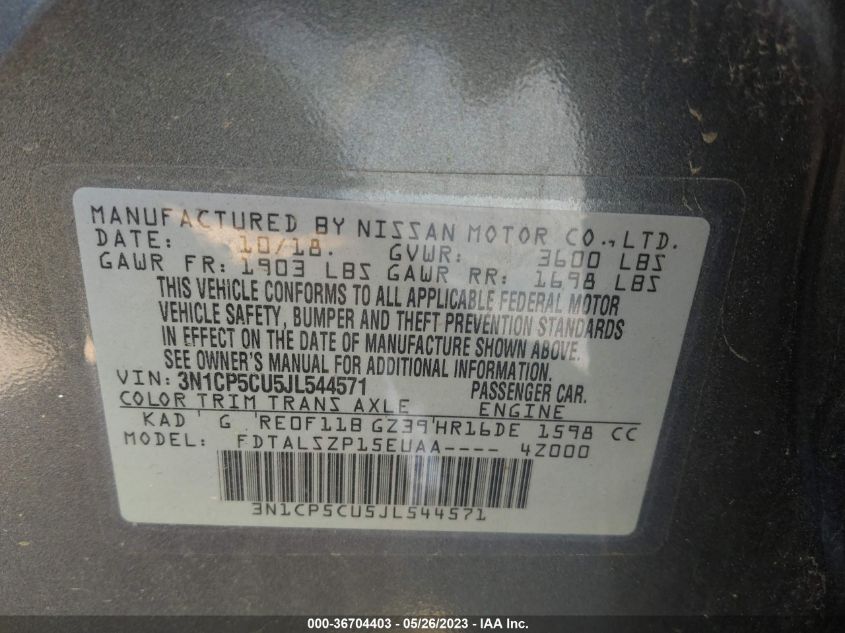 MANUFACTURED BY NISSAN MOTOR CO., LTD.
DATE: 10/18. GVWR: 3600 LBS
GAWR FR: 1903 LBS GAWR RR: 1698 LBS
THIS VEHICLE CONFORMS TO ALL APPLICABLE FEDERAL MOTOR
VEHICLE SAFETY, BUMPER AND THEFT PREVENTION STANDARDS
IN EFFECT ON THE DATE OF MANUFACTURE SHOWN ABOVE.
SEE OWNER'S MANUAL FOR ADDITIONAL INFORMATION.
VIN: 3N1CP5CU5JL544571 PASSENGER CAR.
COLOR TRIM TRANS AXLE ENGINE
KAD ' G 'RE0F11B GZ39'HR16DE 1598 CC
MODEL: FDTALSZP15EUAA---- 4Z000
3N1CP5CU5JL544571
000-36704403 — 05/26/2023 — IAA Inc.